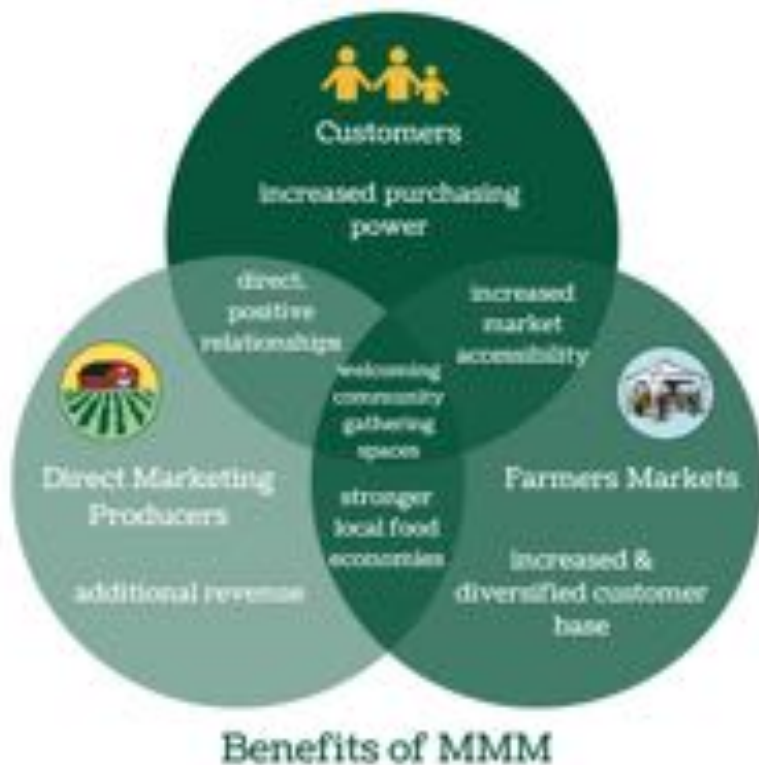 Customers
increased purchasing
power
direct,
positive
relationships
increased
market
accessibility
welcoming
community
gathering
spaces
Direct Marketing
Producers
additional revenue
stronger
local food
economies
Farmers Markets
increased &
diversified customer
base
Benefits of MMM